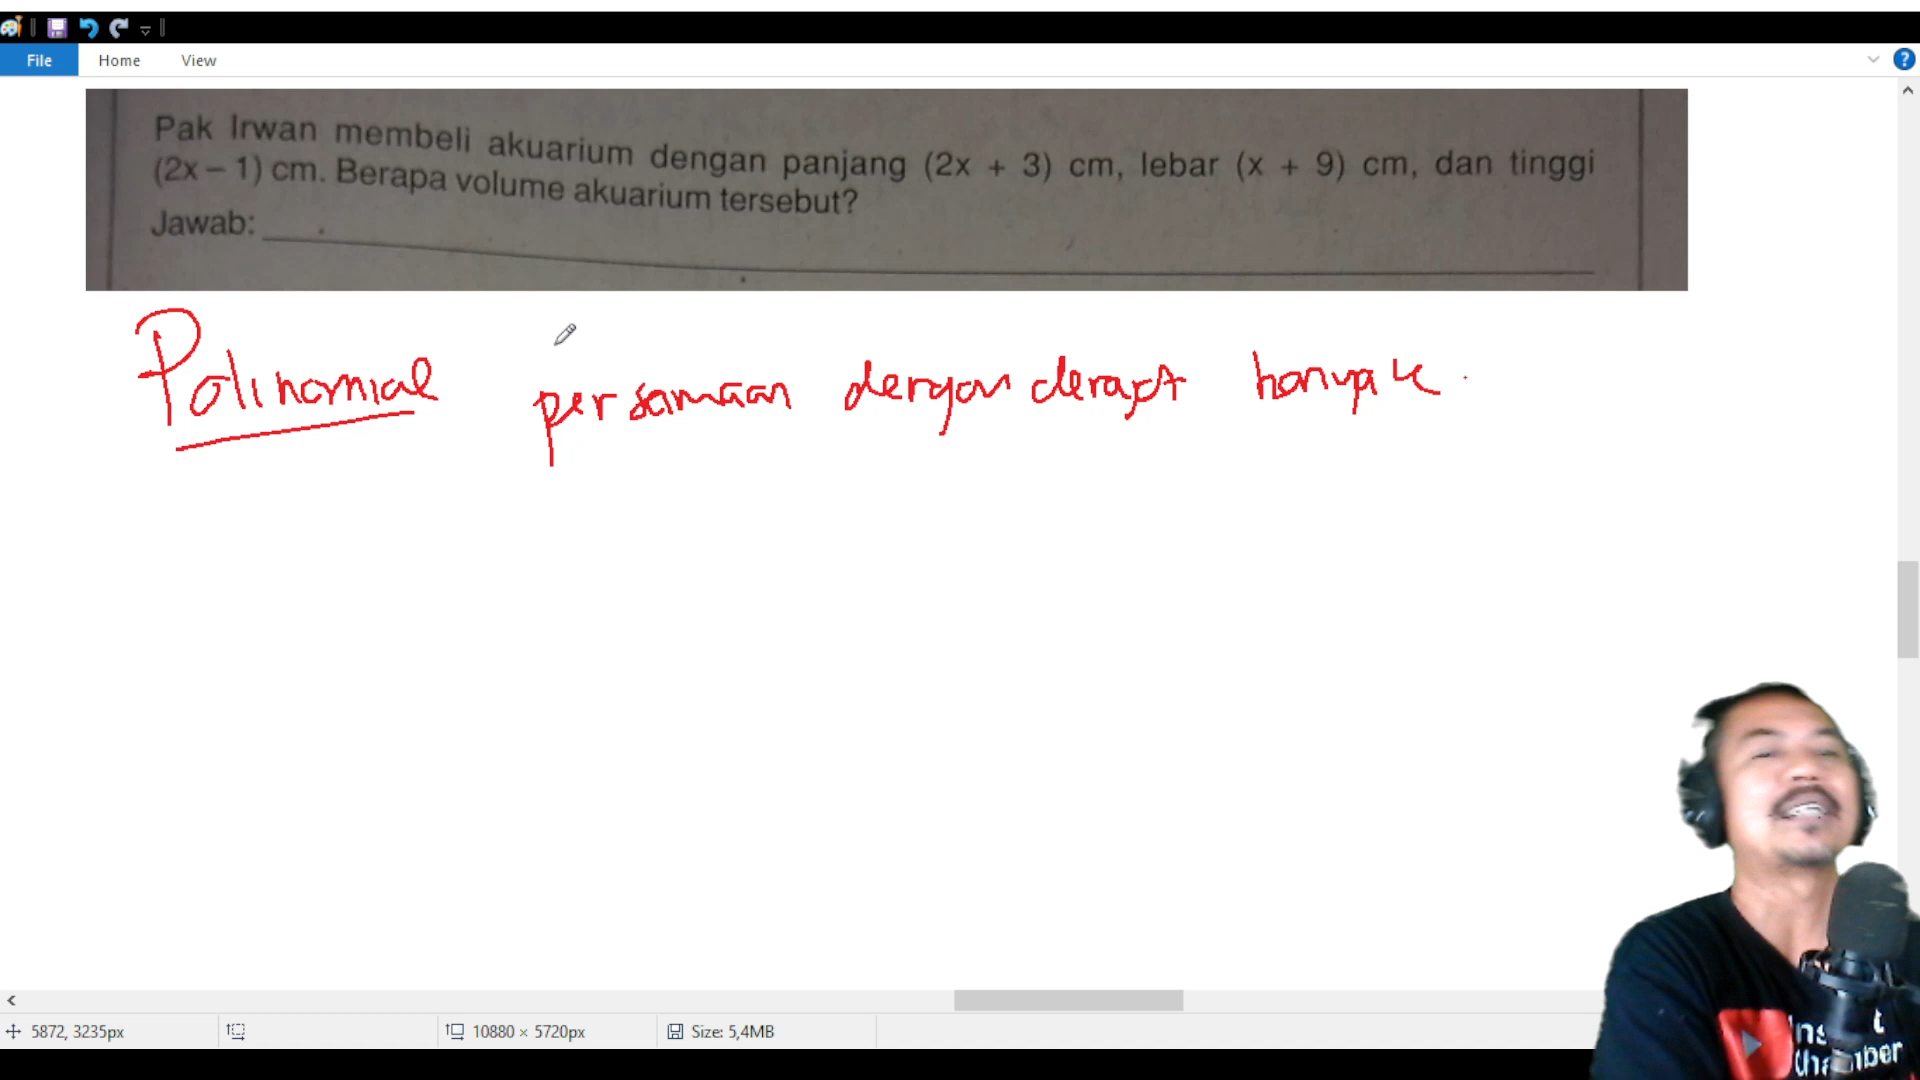 File Home View
Pak Irwan membeli akuarium dengan panjang (2x + 3) cm, lebar (x + 9) cm, dan tinggi
(2x – 1) cm. Berapa volume akuarium tersebut?
Jawab:
Polinomial persamaan dengan derajat banyak.
5872, 3235px 10880 × 5720px Size: 5,4MB